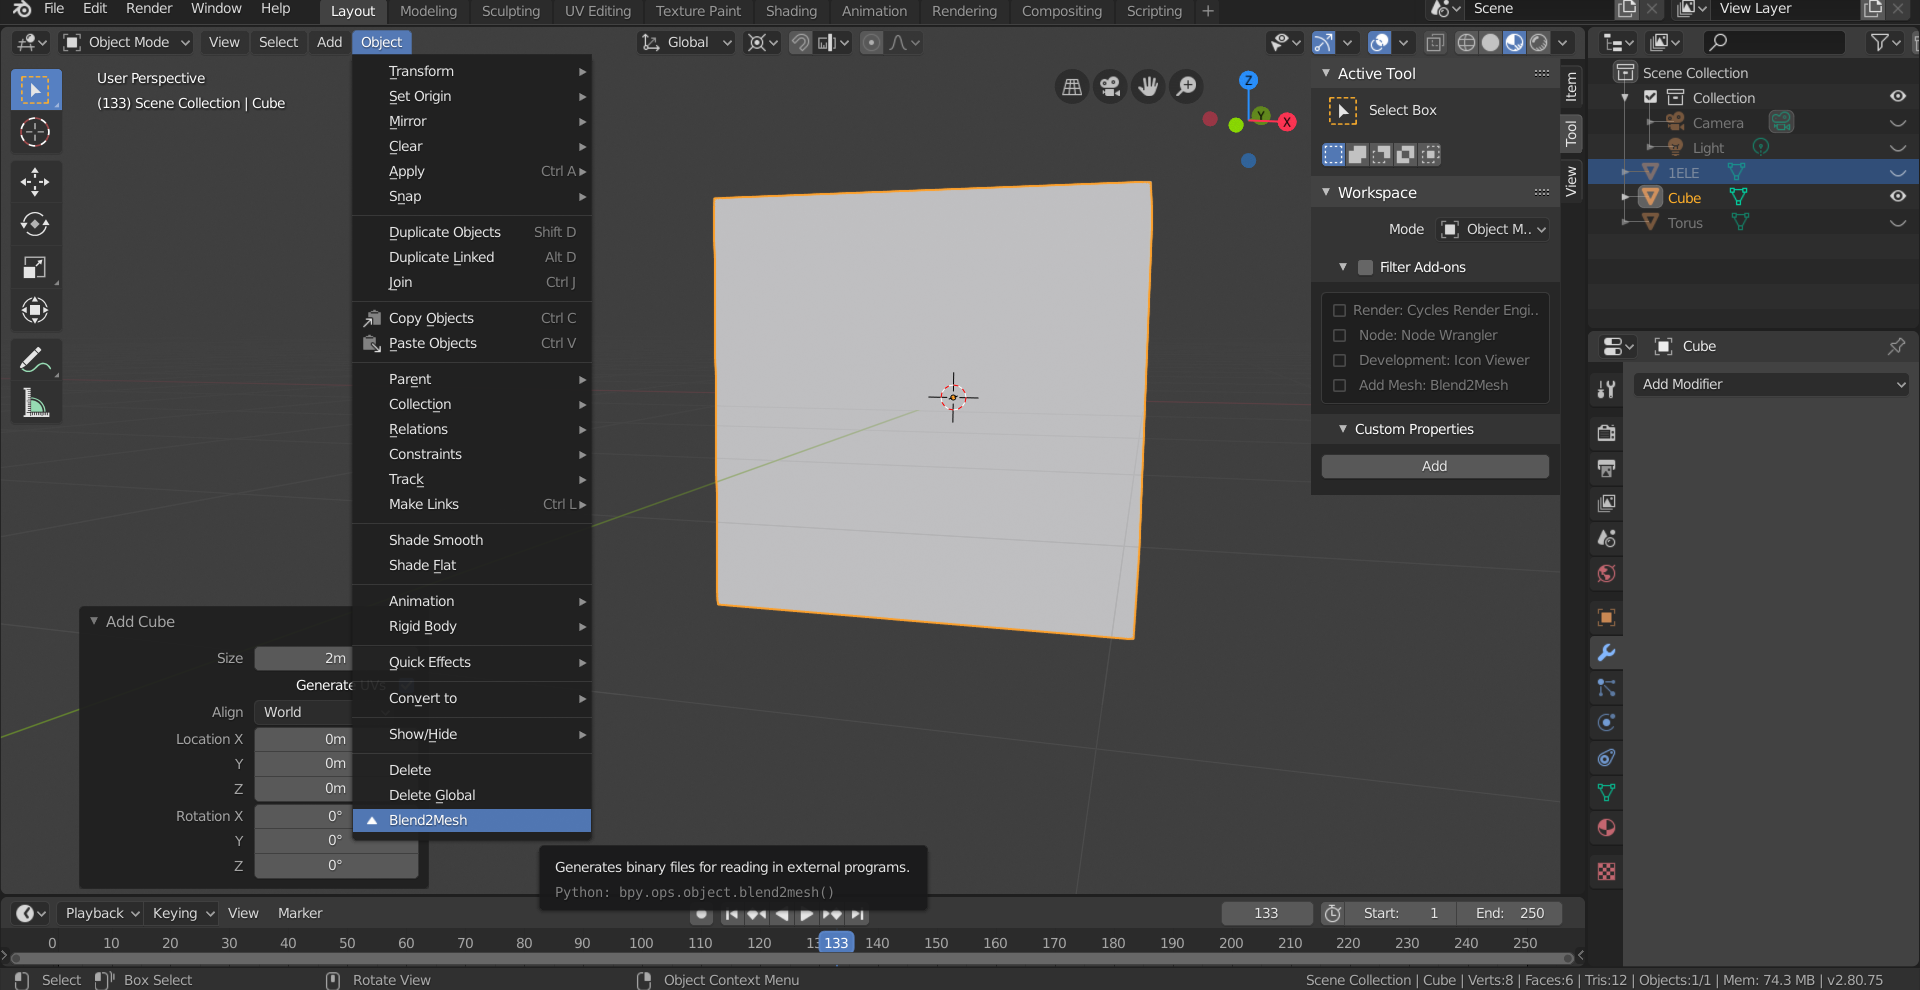 File Edit Render Window Help Layout Modeling Sculpting UV Editing Texture Paint Shading Animation Rendering Compositing Scripting + Scene View Layer
Object Mode View Select Add Object Global
User Perspective
(133) Scene Collection | Cube
Transform
Set Origin
Mirror
Clear
Apply Ctrl A
Snap
Duplicate Objects Shift D
Duplicate Linked Alt D
Join Ctrl J
Copy Objects Ctrl C
Paste Objects Ctrl V
Parent
Collection
Relations
Constraints
Track
Make Links Ctrl L
Shade Smooth
Shade Flat
Animation
Rigid Body
Quick Effects
Convert to
Show/Hide
Delete
Delete Global
Blend2Mesh
Generates binary files for reading in external programs.
Python: bpy.ops.object.blend2mesh()
Add Cube
Size 2m
Generate UVs
Align World
Location X 0m
Y 0m
Z 0m
Rotation X 0°
Y 0°
Z 0°
Z
Y
X
Active Tool
Select Box
Workspace
Mode Object M..
Filter Add-ons
Render: Cycles Render Engi..
Node: Node Wrangler
Development: Icon Viewer
Add Mesh: Blend2Mesh
Custom Properties
Add
Item
Tool
View
Scene Collection
Collection
Camera
Light
1ELE
Cube
Torus
Cube
Add Modifier
Playback Keying View Marker 133 Start: 1 End: 250
0 10 20 30 40 50 60 70 80 90 100 110 120 133 140 150 160 170 180 190 200 210 220 230 240 250
Select Box Select Rotate View Object Context Menu Scene Collection | Cube | Verts:8 | Faces:6 | Tris:12 | Objects:1/1 | Mem: 74.3 MB | v2.80.75